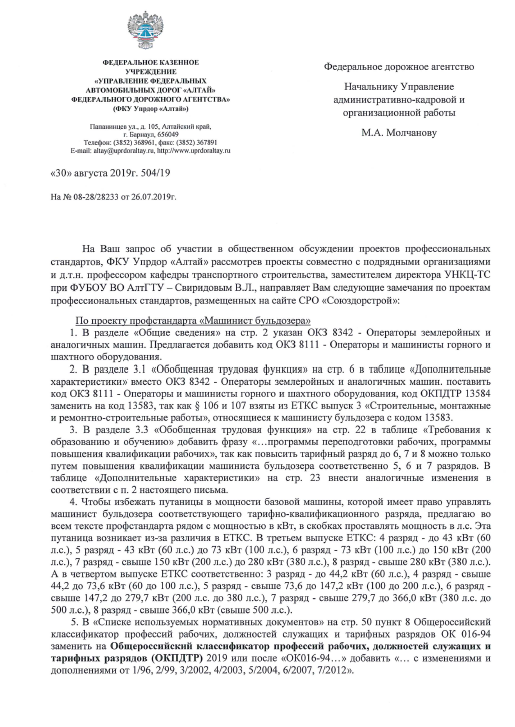 ФЕДЕРАЛЬНОЕ КАЗЕННОЕ
УЧРЕЖДЕНИЕ
«УПРАВЛЕНИЕ ФЕДЕРАЛЬНЫХ
АВТОМОБИЛЬНЫХ ДОРОГ «АЛТАЙ»
ФЕДЕРАЛЬНОГО ДОРОЖНОГО АГЕНТСТВА»
(ФКУ Упрдор «Алтай»)
Папанинцев ул., д. 105, Алтайский край,
г. Барнаул, 656049
Телефон: (3852) 368961, факс: (3852) 367891
E-mail: altay@uprdoraltay.ru, http://www.uprdoraltay.ru
«30» августа 2019г. 504/19
На № 08-28/28233 от 26.07.2019г.
Федеральное дорожное агентство
Начальнику Управление
административно-кадровой и
организационной работы
М.А. Молчанову
На Ваш запрос об участии в общественном обсуждении проектов профессиональных
стандартов, ФКУ Упрдор «Алтай» рассмотрев проекты совместно с подрядными организациями
и д.т.н. профессором кафедры транспортного строительства, заместителем директора УНКЦ-ТС
при ФУБОУ ВО АлтГТУ – Свиридовым В.Л., направляет Вам следующие замечания по проектам
профессиональных стандартов, размещенных на сайте СРО «Союздорстрой»:
По проекту профстандарта «Машинист бульдозера»
1. В разделе «Общие сведения» на стр. 2 указан ОКЗ 8342 - Операторы землеройных и
аналогичных машин. Предлагается добавить код ОКЗ 8111 - Операторы и машинисты горного и
шахтного оборудования.
2. В разделе 3.1 «Обобщенная трудовая функция» на стр. 6 в таблице «Дополнительные
характеристики» вместо ОКЗ 8342 - Операторы землеройных и аналогичных машин. поставить
код ОКЗ 8111 - Операторы и машинисты горного и шахтного оборудования, код ОКПДТР 13584
заменить на код 13583, так как § 106 и 107 взяты из ЕТКС выпуск 3 «Строительные, монтажные
и ремонтно-строительные работы», относящиеся к машинисту бульдозера с кодом 13583.
3. В разделе 3.3 «Обобщенная трудовая функция» на стр. 22 в таблице «Требования к
образованию и обучению» добавить фразу «…программы переподготовки рабочих, программы
повышения квалификации рабочих», так как повысить тарифный разряд до 6, 7 и 8 можно только
путем повышения квалификации машиниста бульдозера соответственно 5, 6 и 7 разрядов. В
таблице «Дополнительные характеристики» на стр. 23 внести аналогичные изменения в
соответствии с п. 2 настоящего письма.
4. Чтобы избежать путаницы в мощности базовой машины, которой имеет право управлять
машинист бульдозера соответствующего тарифно-квалификационного разряда, предлагаю во
всем тексте профстандарта рядом с мощностью в кВт, в скобках проставлять мощность в л.с. Эта
путаница возникает из-за различия в ЕТКС. В третьем выпуске ЕТКС: 4 разряд - до 43 кВт (60
л.с.), 5 разряд - 43 кВт (60 л.с.) до 73 кВт (100 л.с.), 6 разряд - 73 кВт (100 л.с.) до 150 кВт (200
л.с.), 7 разряд - свыше 150 кВт (200 л.с.) до 280 кВт (380 л.с.), 8 разряд - свыше 280 кВт (380 л.с.).
А в четвертом выпуске ЕТКС соответственно: 3 разряд - до 44,2 кВт (60 л.с.), 4 разряд - свыше
44,2 до 73,6 кВт (60 до 100 л.с.), 5 разряд - свыше 73,6 до 147,2 кВт (100 до 200 л.с.), 6 разряд -
свыше 147,2 до 279,7 кВт (200 л.с. до 380 л.с.), 7 разряд - свыше 279,7 до 366,0 кВт (380 л.с. до
500 л.с.), 8 разряд - свыше 366,0 кВт (свыше 500 л.с.).
5. В «Списке используемых нормативных документов» на стр. 50 пункт 8 Общероссийский
классификатор профессий рабочих, должностей служащих и тарифных разрядов ОК 016-94
заменить на Общероссийский классификатор профессий рабочих, должностей служащих и
тарифных разрядов (ОКПДТР) 2019 или после «ОК016-94…» добавить «… с изменениями и
дополнениями от 1/96, 2/99, 3/2002, 4/2003, 5/2004, 6/2007, 7/2012».